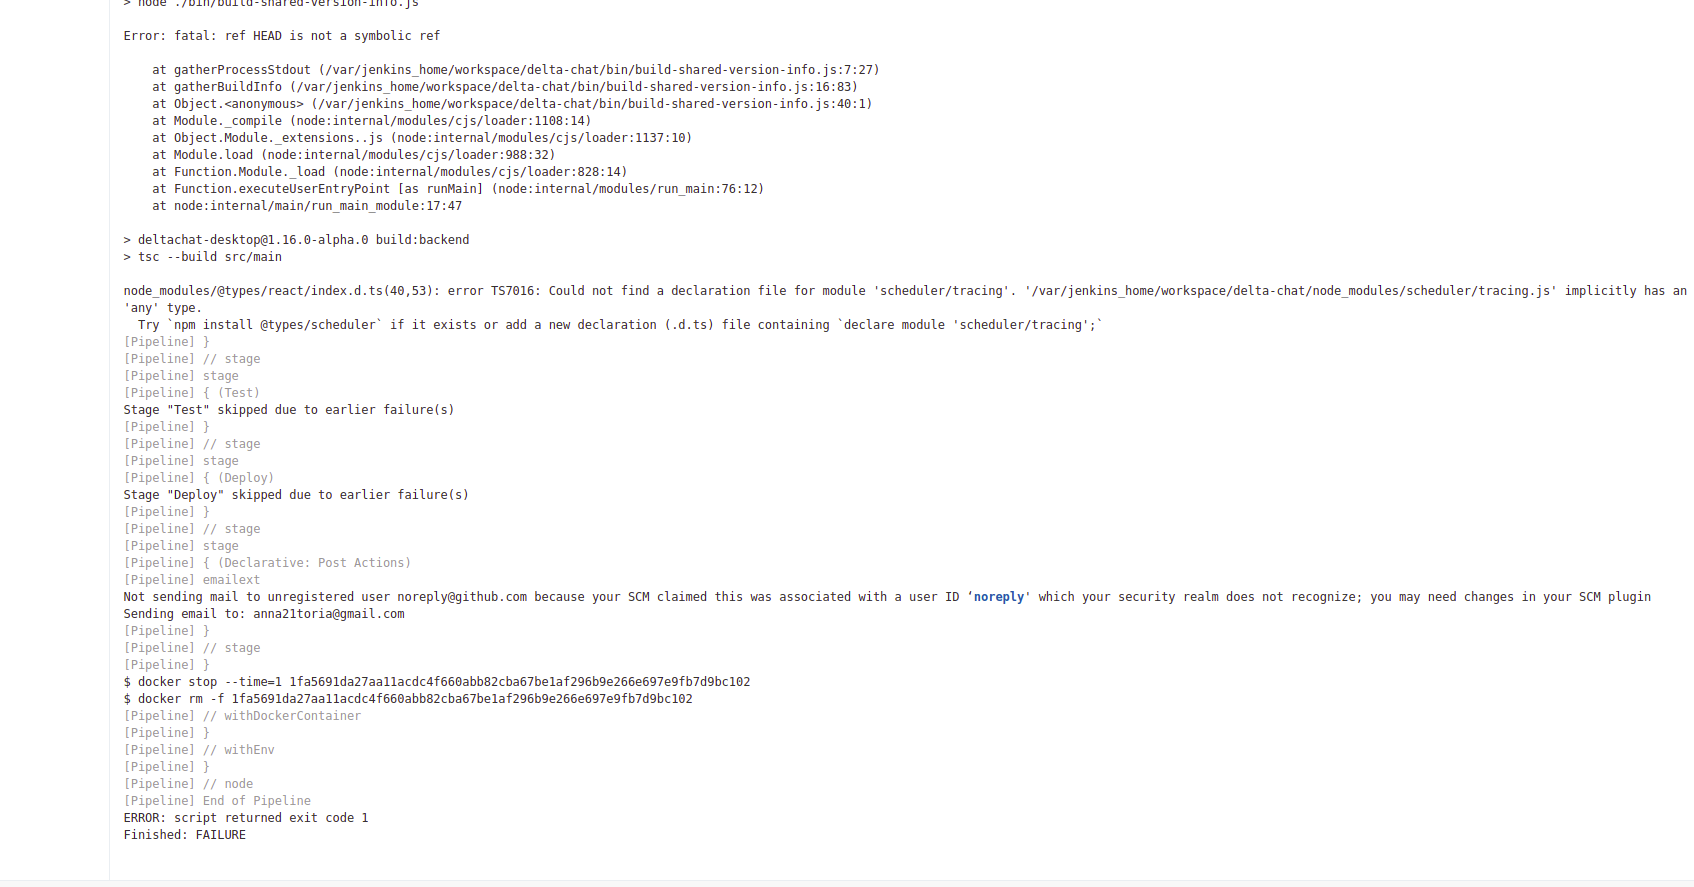 > node ./bin/build-shared-version-info.js
Error: fatal: ref HEAD is not a symbolic ref
at gatherProcessStdout (/var/jenkins_home/workspace/delta-chat/bin/build-shared-version-info.js:7:27)
at gatherBuildInfo (/var/jenkins_home/workspace/delta-chat/bin/build-shared-version-info.js:16:83)
at Object.<anonymous> (/var/jenkins_home/workspace/delta-chat/bin/build-shared-version-info.js:40:1)
at Module._compile (node:internal/modules/cjs/loader:1108:14)
at Object.Module._extensions..js (node:internal/modules/cjs/loader:1137:10)
at Module.load (node:internal/modules/cjs/loader:988:32)
at Function.Module._load (node:internal/modules/cjs/loader:828:14)
at Function.executeUserEntryPoint [as runMain] (node:internal/modules/run_main:76:12)
at node:internal/main/run_main_module:17:47
> deltachat-desktop@1.16.0-alpha.0 build:backend
> tsc --build src/main
node_modules/@types/react/index.d.ts(40,53): error TS7016: Could not find a declaration file for module 'scheduler/tracing'. '/var/jenkins_home/workspace/delta-chat/node_modules/scheduler/tracing.js' implicitly has an
'any' type.
Try `npm install @types/scheduler` if it exists or add a new declaration (.d.ts) file containing `declare module 'scheduler/tracing';`
[Pipeline] }
[Pipeline] // stage
[Pipeline] stage
[Pipeline] { (Test)
Stage "Test" skipped due to earlier failure(s)
[Pipeline] }
[Pipeline] // stage
[Pipeline] stage
[Pipeline] { (Deploy)
Stage "Deploy" skipped due to earlier failure(s)
[Pipeline] }
[Pipeline] // stage
[Pipeline] stage
[Pipeline] { (Declarative: Post Actions)
[Pipeline] emailext
Not sending mail to unregistered user noreply@github.com because your SCM claimed this was associated with a user ID ‘noreply' which your security realm does not recognize; you may need changes in your SCM plugin
Sending email to: anna21toria@gmail.com
[Pipeline] }
[Pipeline] // stage
[Pipeline] }
$ docker stop --time=1 1fa5691da27aa11acdc4f660abb82cba67be1af296b9e266e697e9fb7d9bc102
$ docker rm -f 1fa5691da27aa11acdc4f660abb82cba67be1af296b9e266e697e9fb7d9bc102
[Pipeline] // withDockerContainer
[Pipeline] }
[Pipeline] // withEnv
[Pipeline] }
[Pipeline] // node
[Pipeline] End of Pipeline
ERROR: script returned exit code 1
Finished: FAILURE